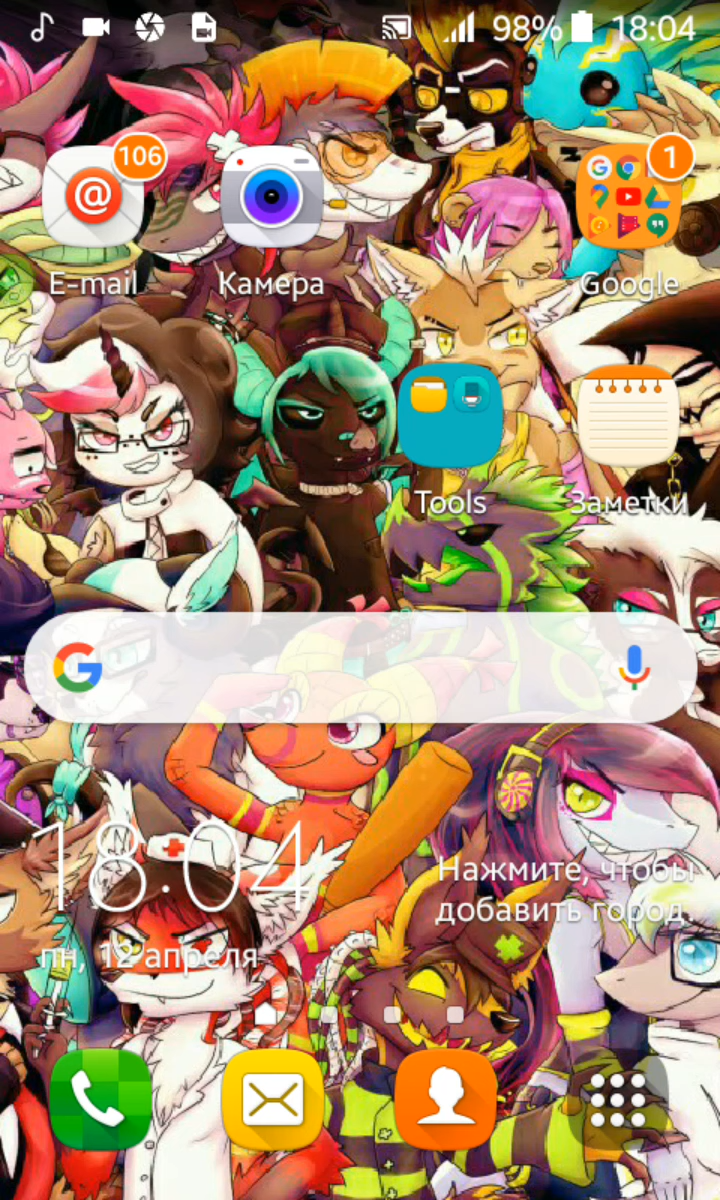 98% 18:04
106
1
E-mail
Камера
Google
Tools
Заметки
18:04
Нажмите, чтобы
добавить город.
пн, 12 апреля